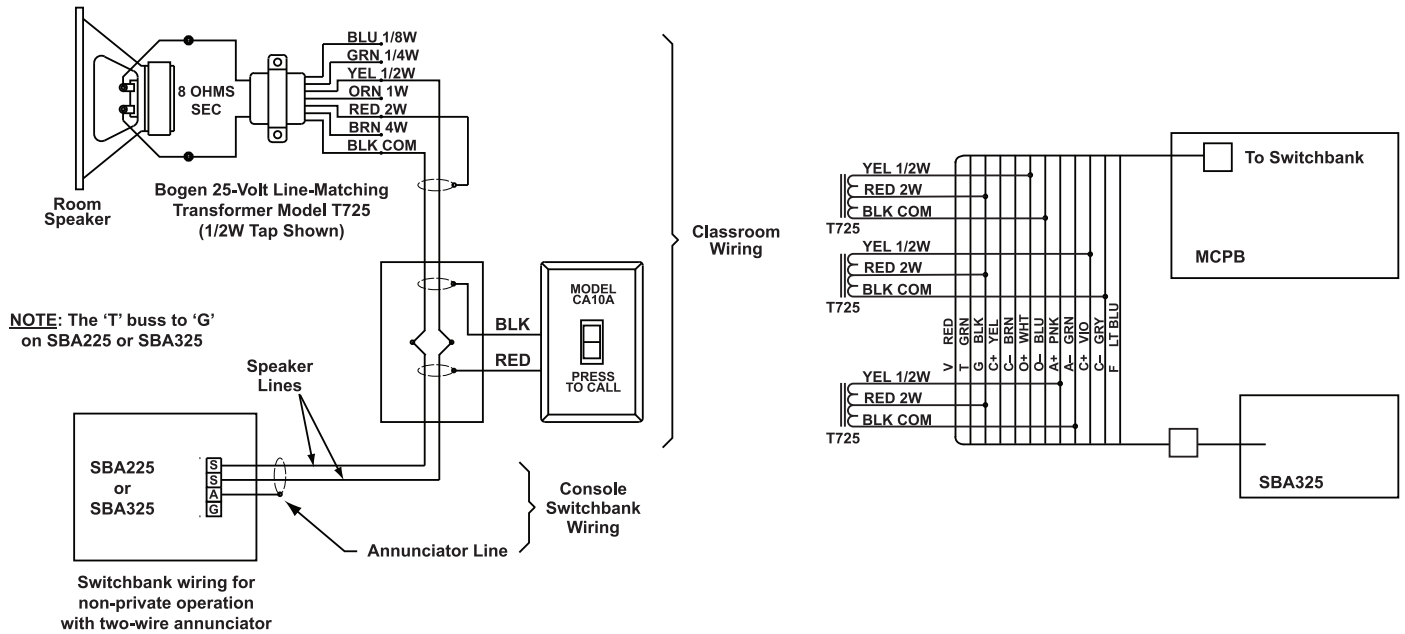 BLU 1/8W
GRN 1/4W
YEL 1/2W
ORN 1W
RED 2W
BRN 4W
BLK COM
8 OHMS
SEC
Room
Speaker
Bogen 25-Volt Line-Matching
Transformer Model T725
(1/2W Tap Shown)
Classroom
Wiring
MODEL
CA10A
PRESS
TO CALL
BLK
RED
NOTE: The ‘T’ buss to ‘G’
on SBA225 or SBA325
Speaker
Lines
SBA225
or
SBA325
S
S
A
G
Console
Switchbank
Wiring
Annunciator Line
Switchbank wiring for
non-private operation
with two-wire annunciator
To Switchbank
MCPB
YEL 1/2W
RED 2W
BLK COM
T725
YEL 1/2W
RED 2W
BLK COM
T725
V RED
T GRN
G BLK
C+ YEL
C– BRN
O+ WHT
O– BLU
A+ PNK
A– GRN
C+ VIO
C– GRY
F LT BLU
YEL 1/2W
RED 2W
BLK COM
T725
SBA325